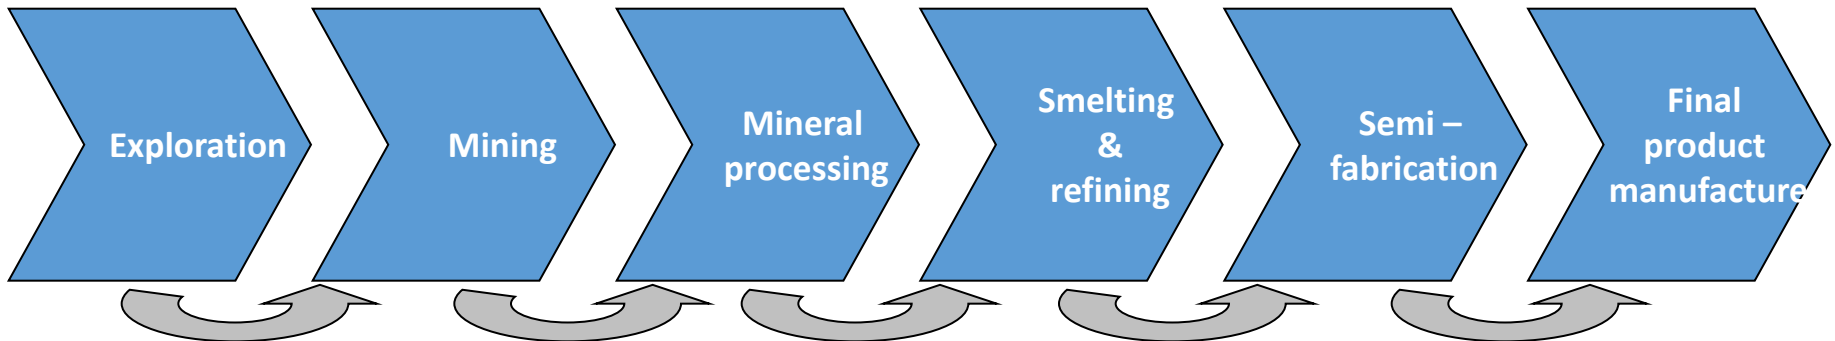 Exploration
Mining
Mineral
processing
Smelting
&
refining
Semi –
fabrication
Final
product
manufacture